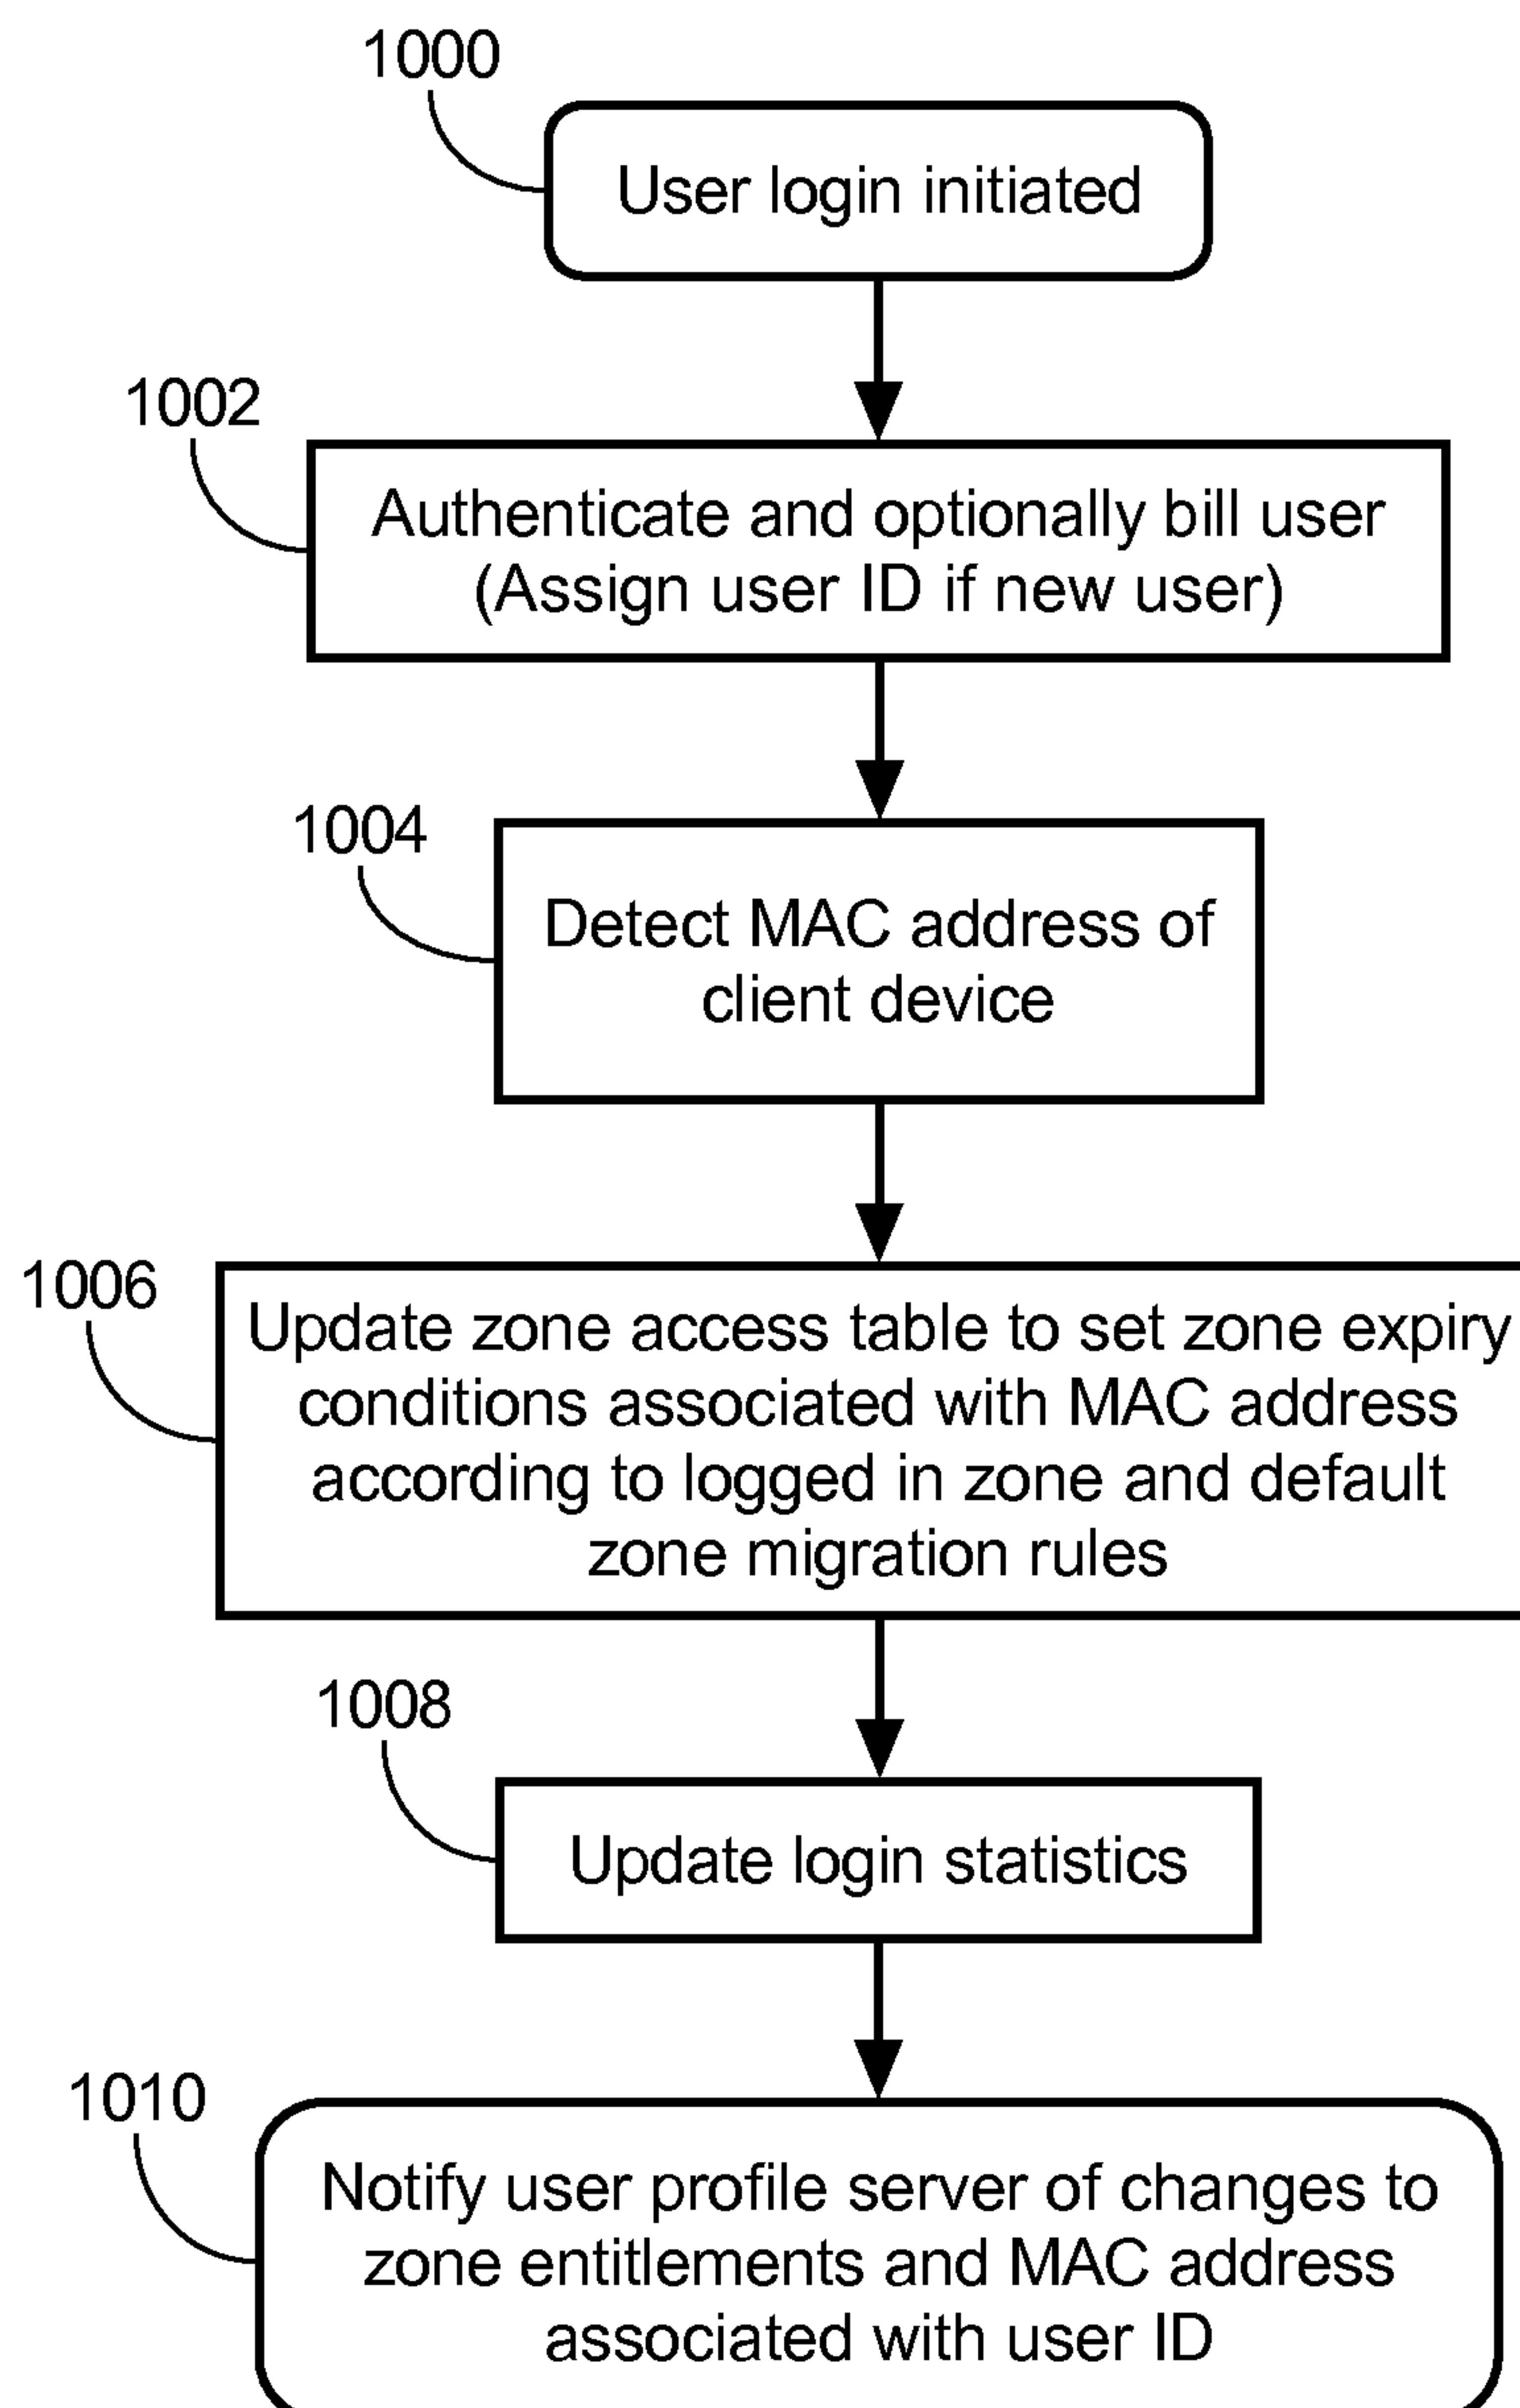 1000
User login initiated
1002
Authenticate and optionally bill user
(Assign user ID if new user)
1004
Detect MAC address of
client device
1006
Update zone access table to set zone expiry
conditions associated with MAC address
according to logged in zone and default
zone migration rules
1008
Update login statistics
1010
Notify user profile server of changes to
zone entitlements and MAC address
associated with user ID